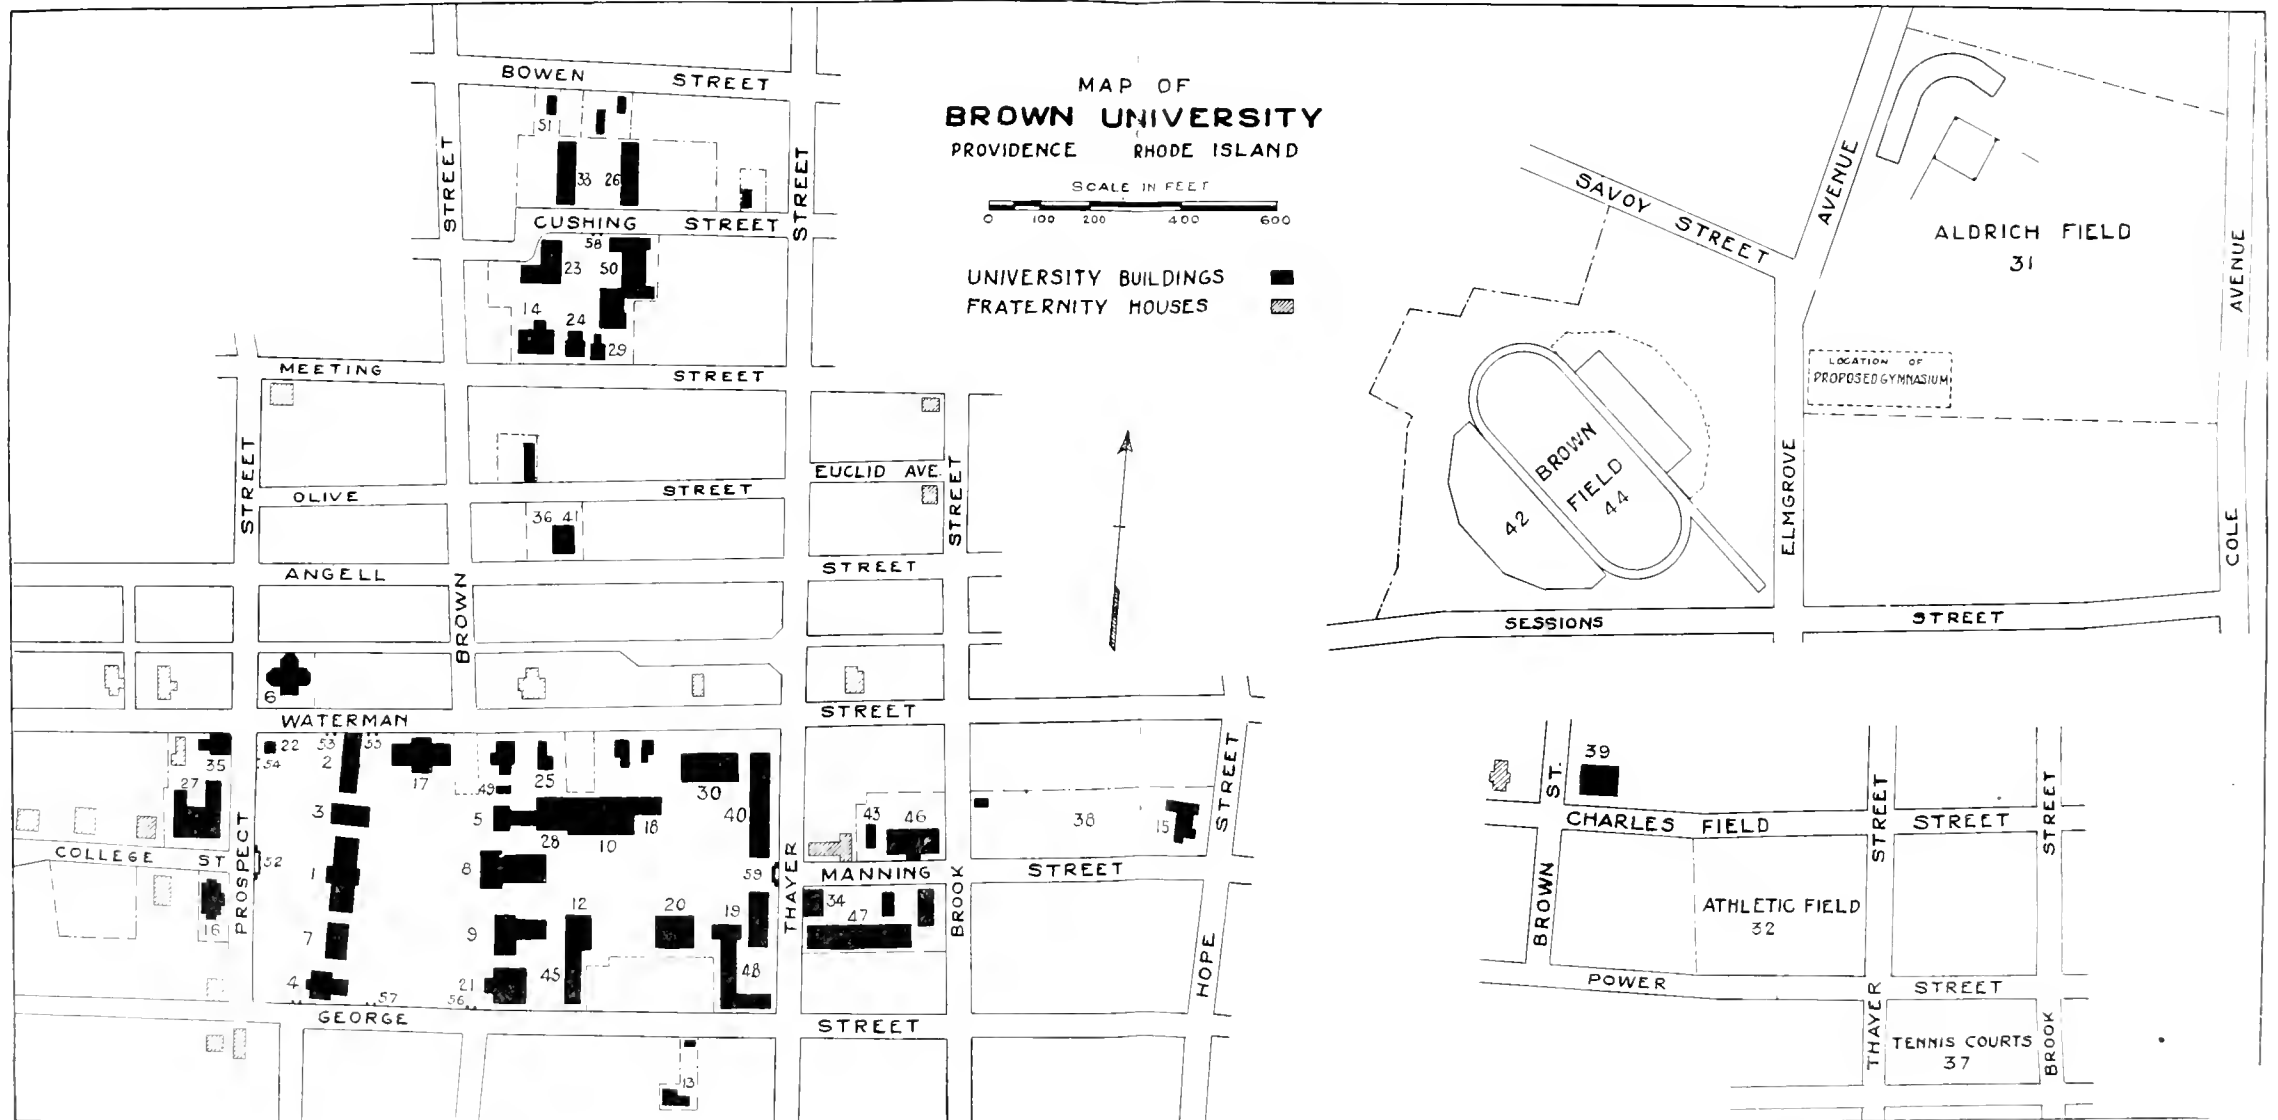 MAP OF
BROWN UNIVERSITY
PROVIDENCE RHODE ISLAND
SCALE IN FEET
0 100 200 400 600
UNIVERSITY BUILDINGS
FRATERNITY HOUSES
BOWEN STREET
51
33 26
STREET
STREET
CUSHING STREET
58
23 50
14 24
29
MEETING STREET
STREET
EUCLID AVE.
STREET
OLIVE STREET
36 41
ANGELL STREET
BROWN
6
WATERMAN STREET
35
27
22
54
53 55
2
17
49
25
30
40
3
5
28 10 18
43 46
38
15
STREET
COLLEGE ST
PROSPECT
52
1
8
59
THAYER
MANNING STREET
BROOK
16
7
9
12
20
19
34
47
4
57
56
21
45
48
HOPE
GEORGE STREET
13
SAVOY STREET
AVENUE
ALDRICH FIELD
31
AVENUE
LOCATION OF
PROPOSED GYMNASIUM
BROWN
FIELD
44
42
ELMGROVE
COLE
SESSIONS STREET
39
ST.
STREET
STREET
CHARLES FIELD STREET
BROWN
ATHLETIC FIELD
32
POWER STREET
THAYER
TENNIS COURTS
37
BROOK